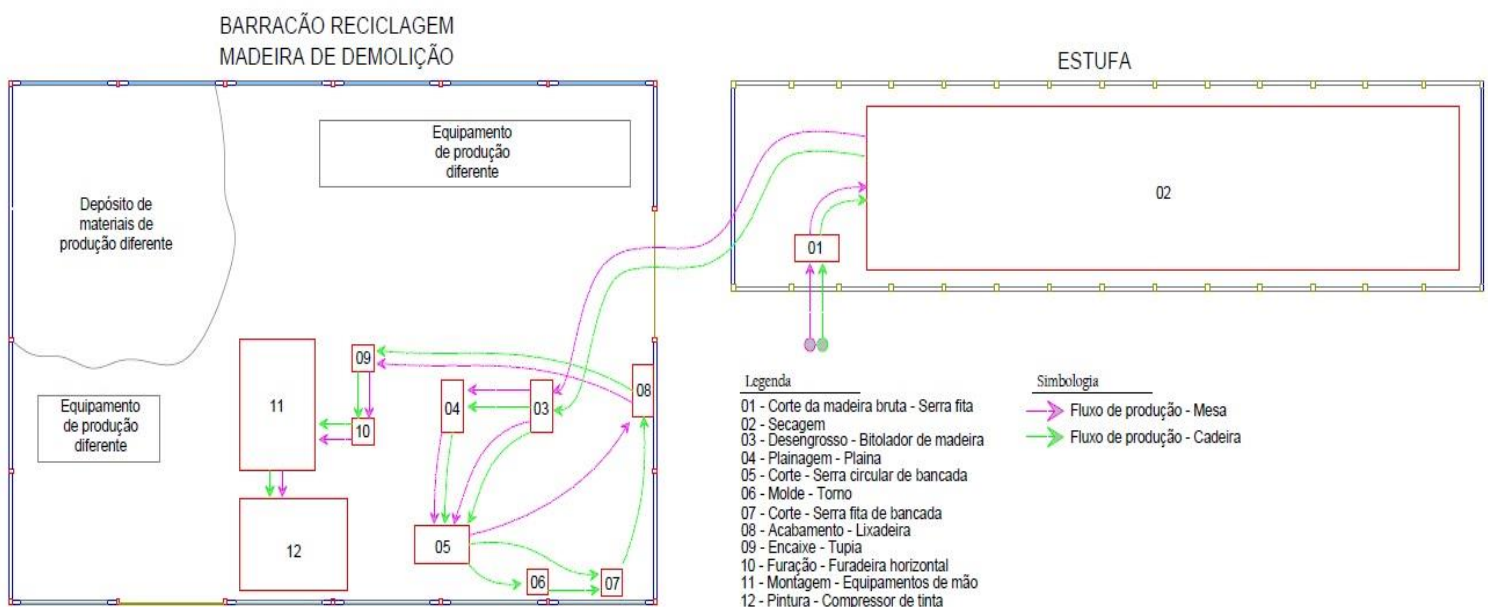 BARRACÃO RECICLAGEM
MADEIRA DE DEMOLIÇÃO
ESTUFA
Equipamento
de produção
diferente
Depósito de
materiais de
produção diferente
02
01
09
08
04
03
11
10
Equipamento
de produção
diferente
05
12
06
07
Legenda
01 - Corte da madeira bruta - Serra fita
02 - Secagem
03 - Desengrosso - Bitolador de madeira
04 - Plainagem - Plaina
05 - Corte - Serra circular de bancada
06 - Molde - Torno
07 - Corte - Serra fita de bancada
08 - Acabamento - Lixadeira
09 - Encaixe - Tupia
10 - Furação - Furadeira horizontal
11 - Montagem - Equipamentos de mão
12 - Pintura - Compressor de tinta
Simbologia
Fluxo de produção - Mesa
Fluxo de produção - Cadeira